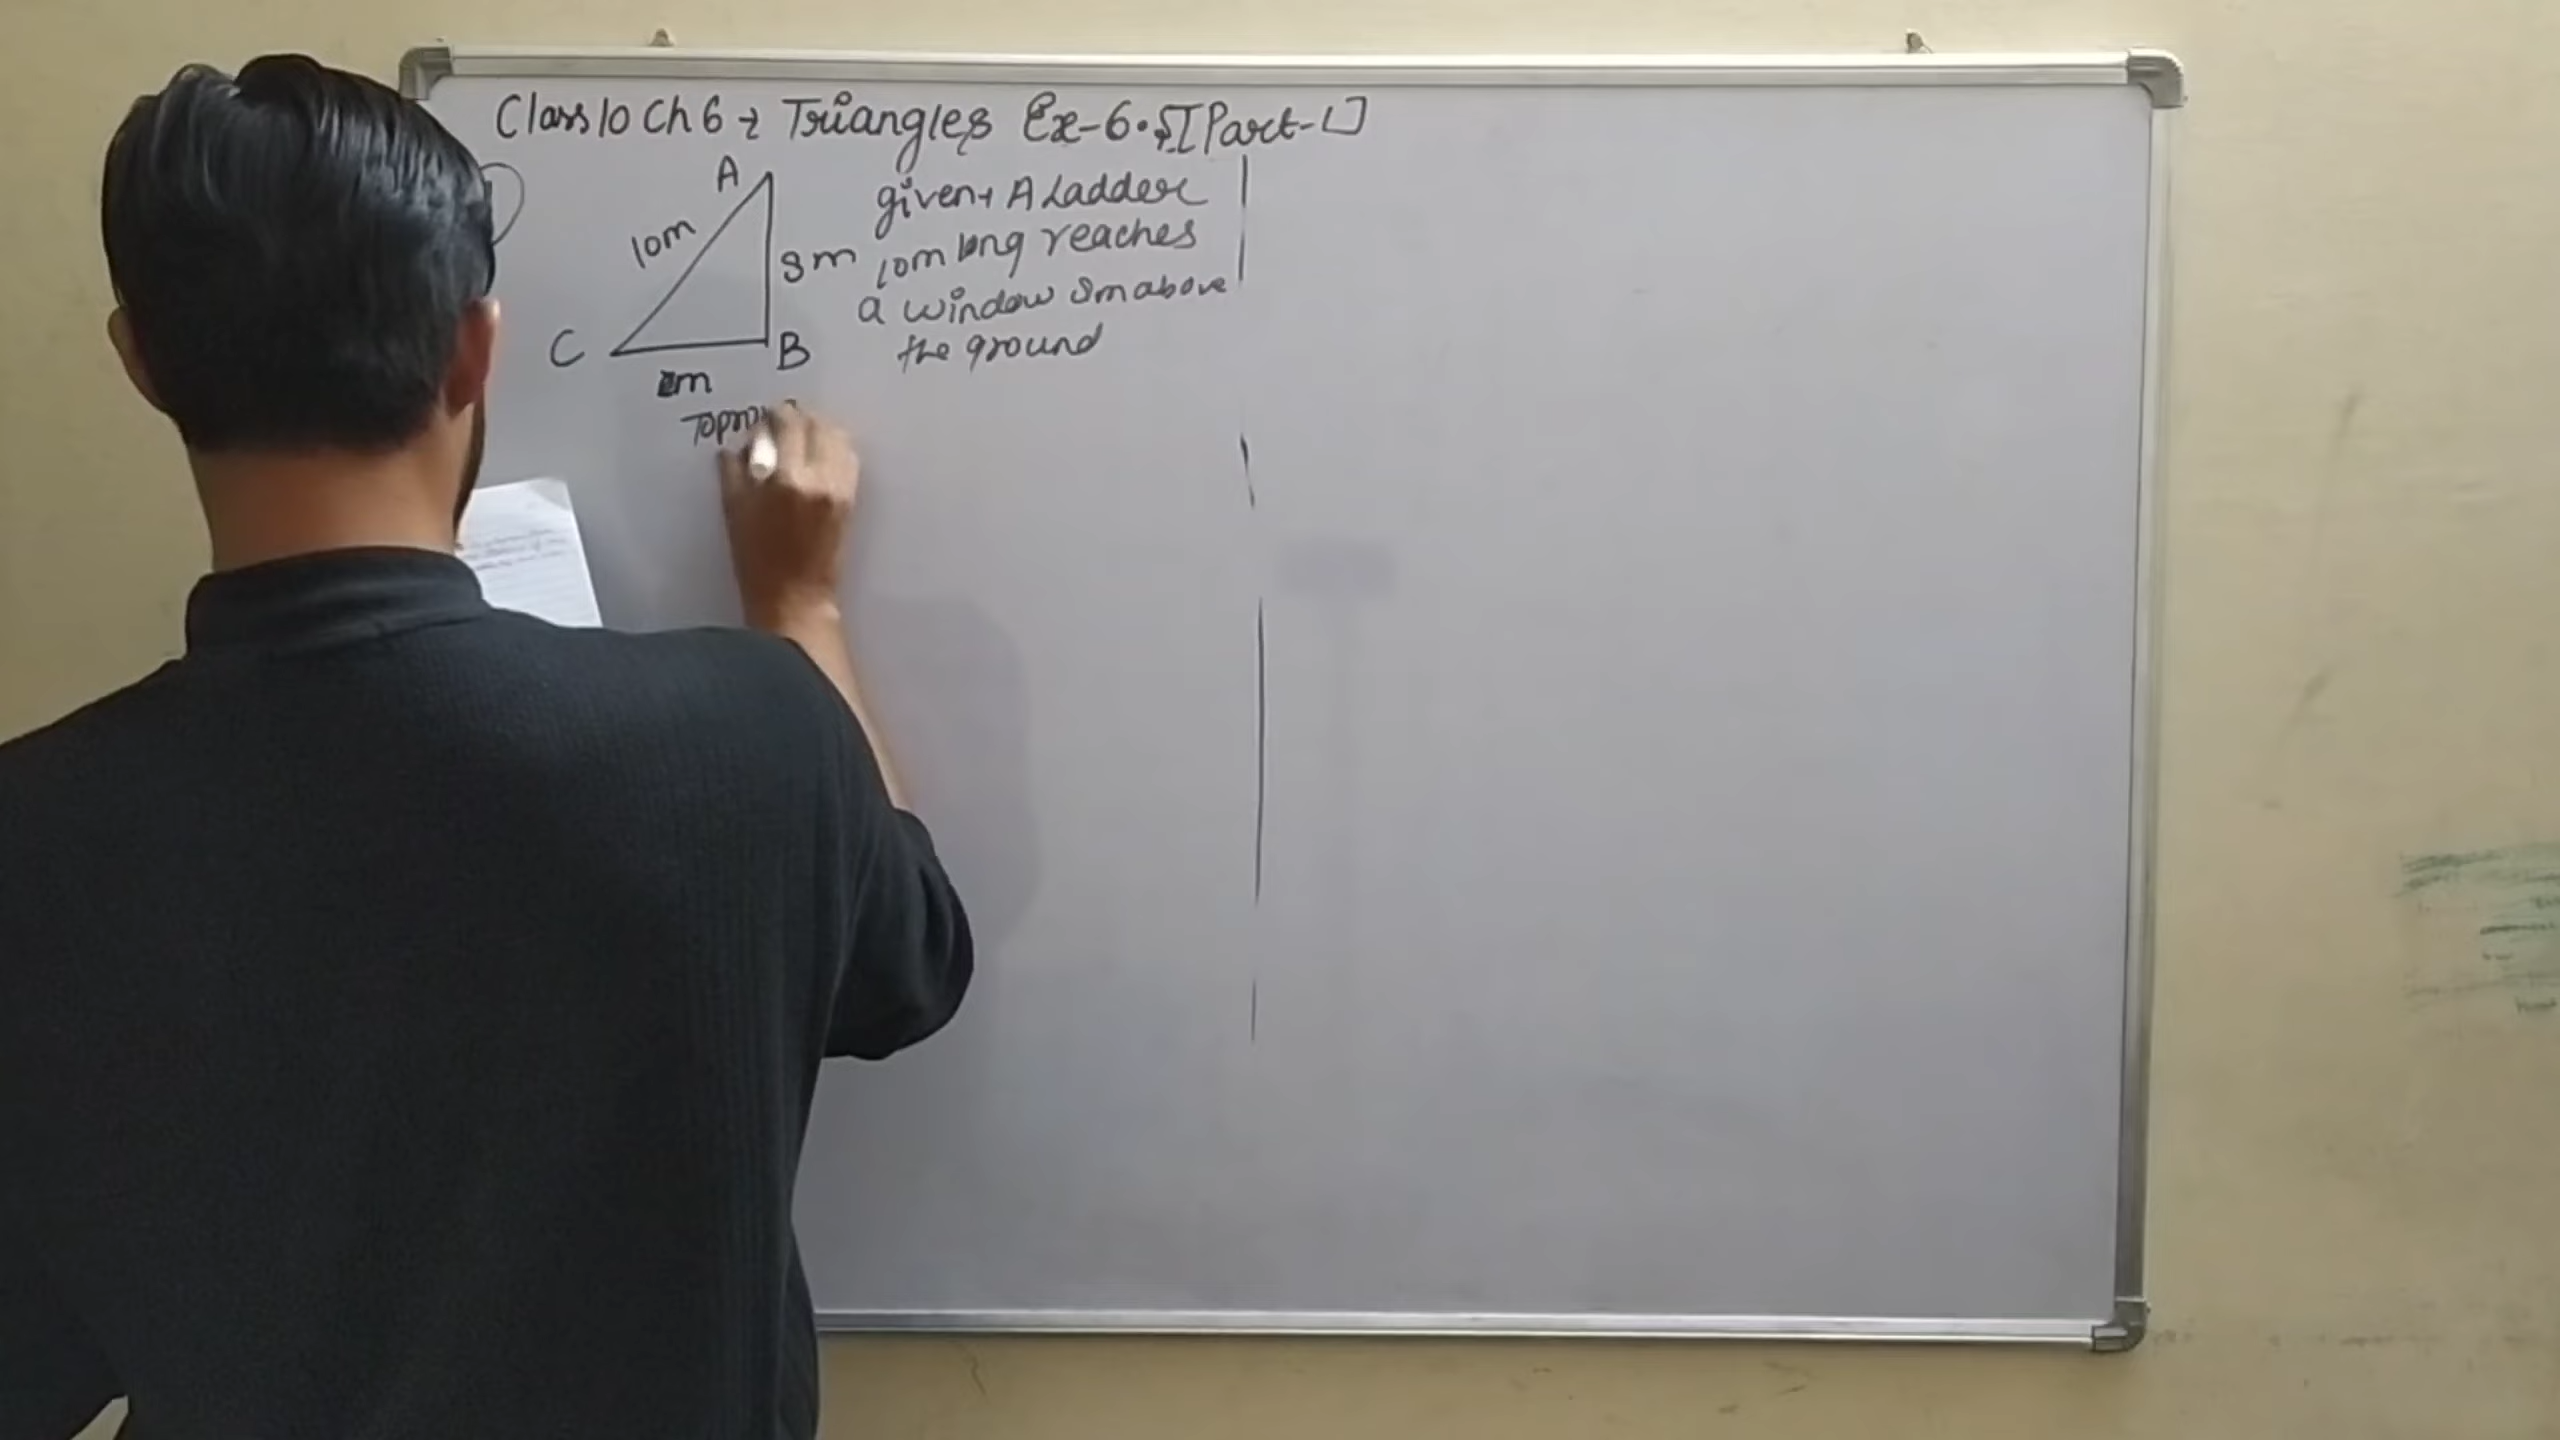 Class 10 Ch 6 → Triangles Ex-6.5 [Part-1]
A
10m
8m
C
B
m
given → A Ladder
10m long reaches
a window 8m above
the ground